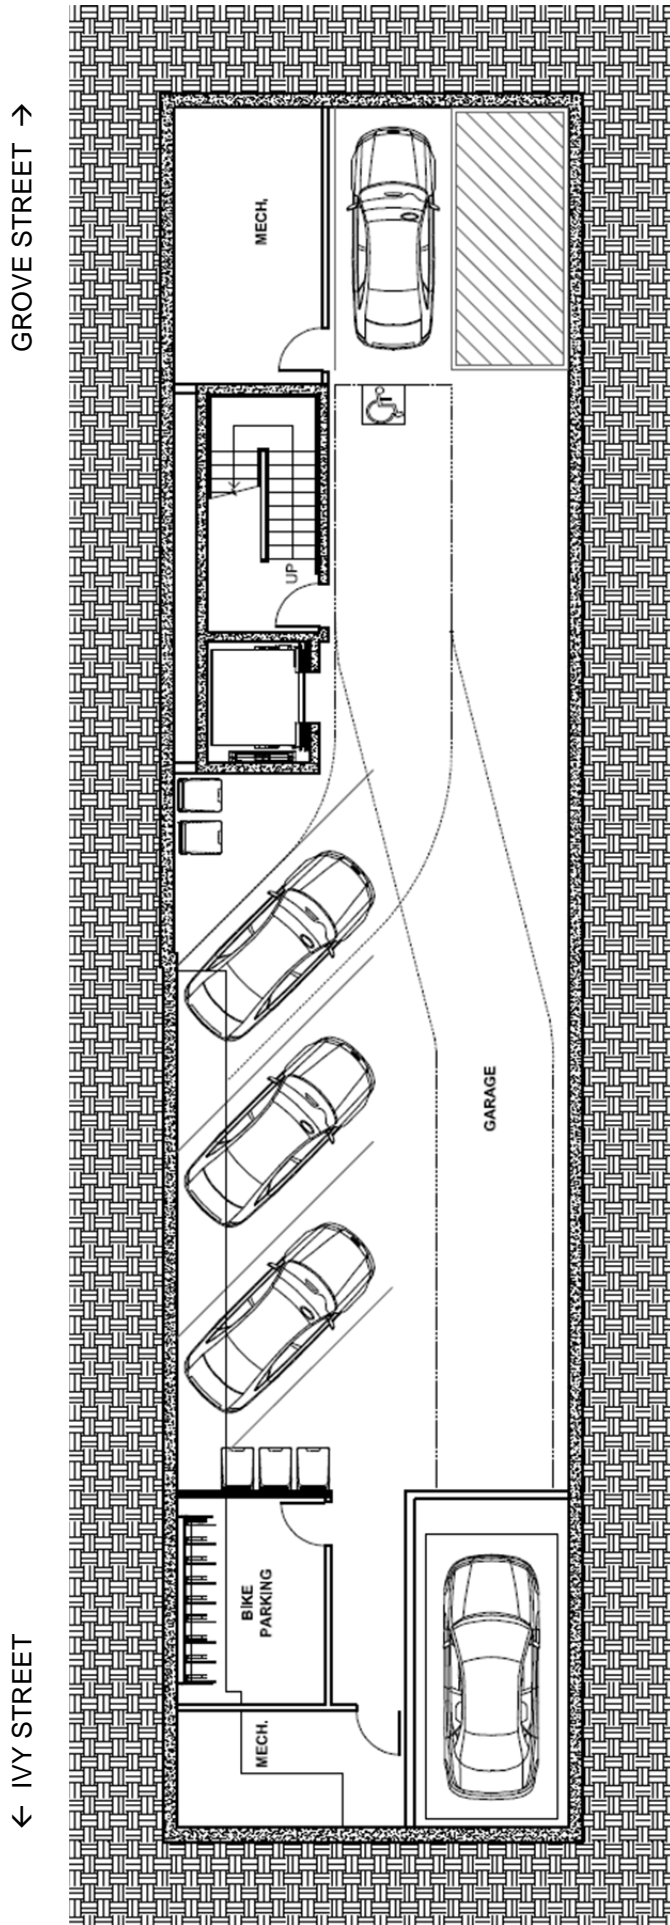 GROVE STREET →
MECH.
UP
GARAGE
BIKE
PARKING
MECH.
← IVY STREET